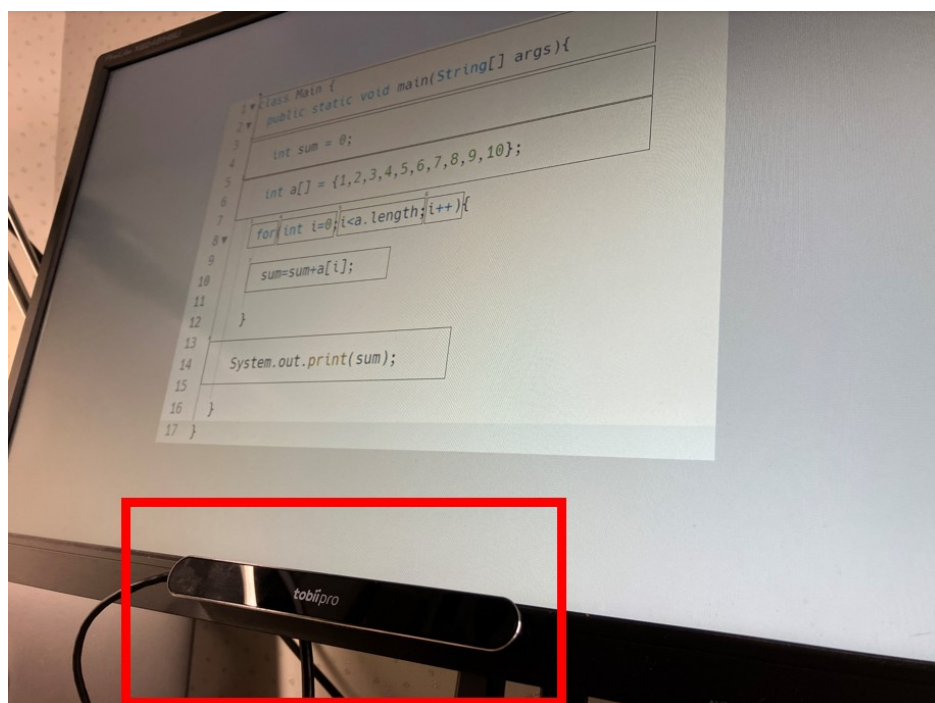 1 class Main {
2 public static void main(String[] args){
3
4 int sum = 0;
5
6 int a[] = {1,2,3,4,5,6,7,8,9,10};
7
8 for(int i=0;i<a.length;i++){
9
10 sum=sum+a[i];
11
12 }
13
14 System.out.print(sum);
15
16 }
17 }
tobiipro